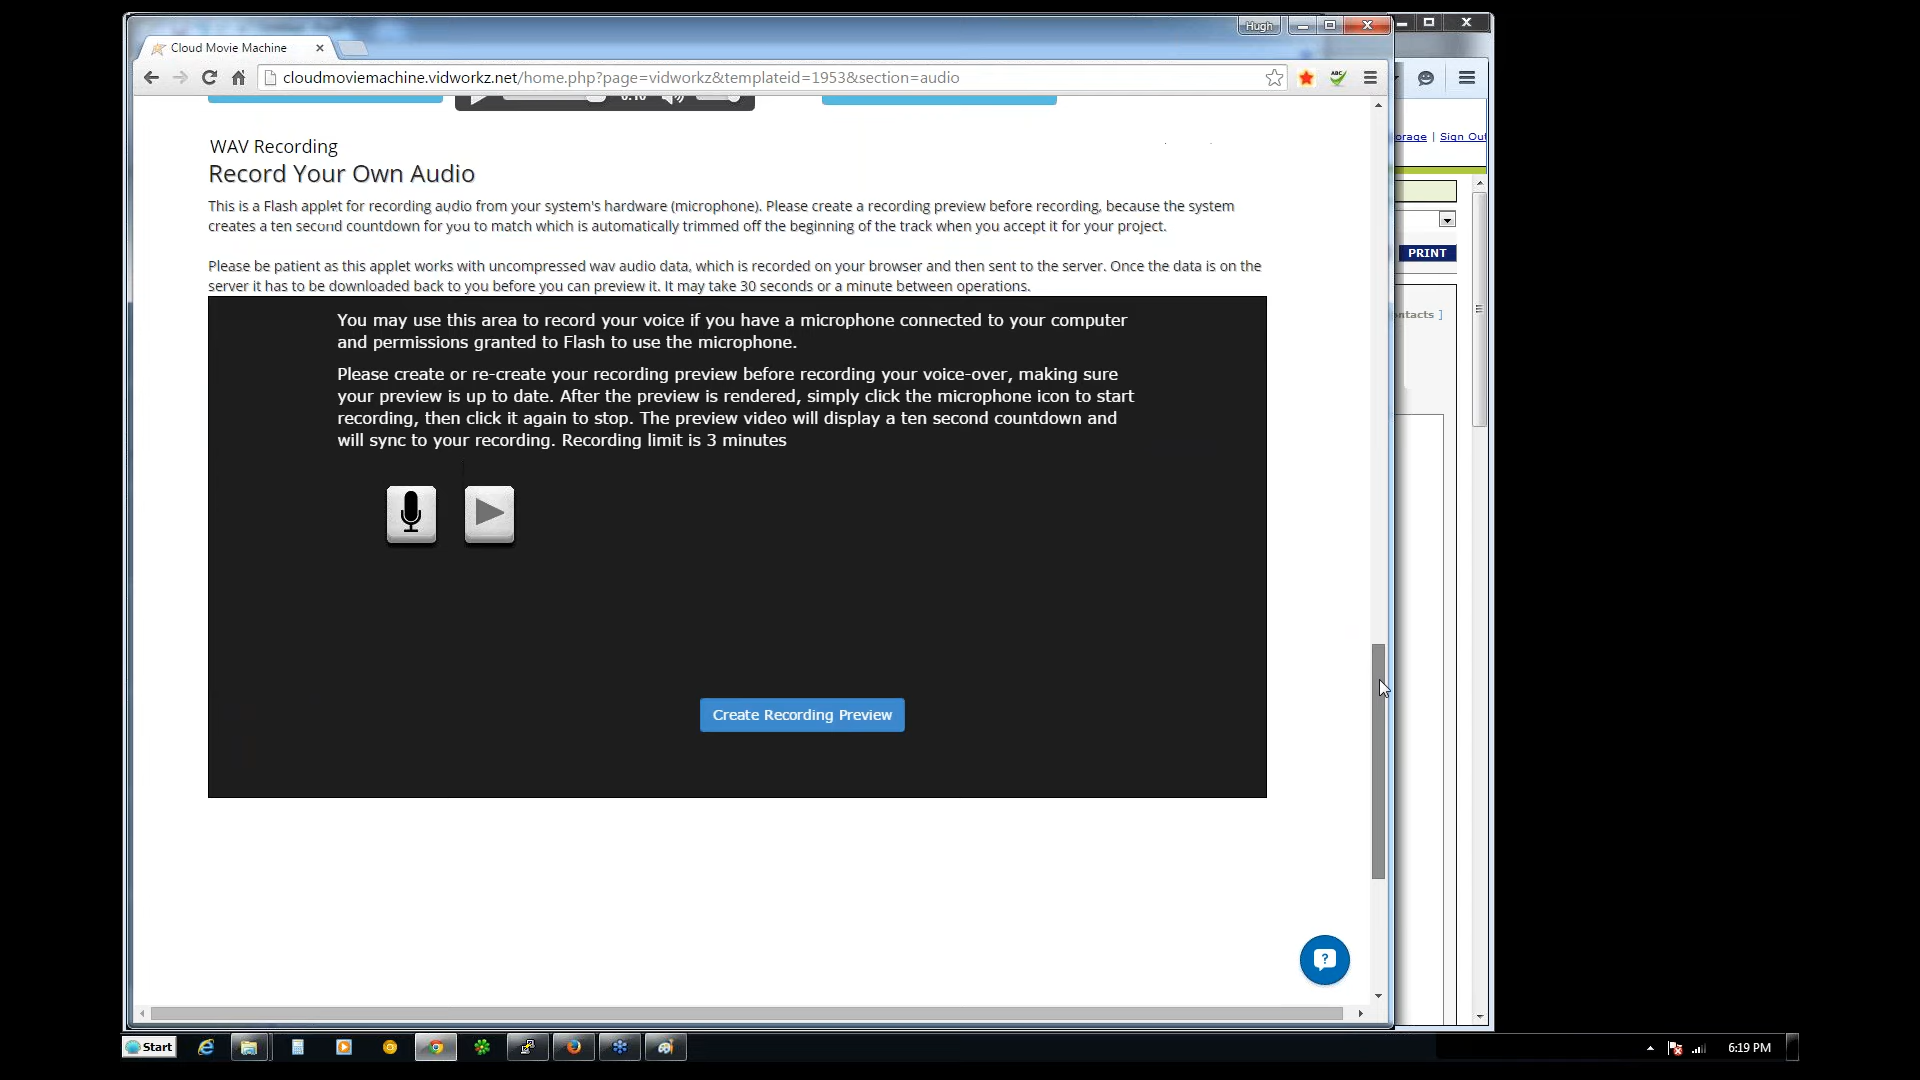 Hugh
Cloud Movie Machine
cloudmoviemachine.vidworkz.net/home.php?page=vidworkz&templateid=1953&section=audio
ABC
orage | Sign Out
WAV Recording
Record Your Own Audio
This is a Flash applet for recording audio from your system's hardware (microphone). Please create a recording preview before recording, because the system
creates a ten second countdown for you to match which is automatically trimmed off the beginning of the track when you accept it for your project.
PRINT
Please be patient as this applet works with uncompressed wav audio data, which is recorded on your browser and then sent to the server. Once the data is on the
server it has to be downloaded back to you before you can preview it. It may take 30 seconds or a minute between operations.
ontacts ]
You may use this area to record your voice if you have a microphone connected to your computer
and permissions granted to Flash to use the microphone.
Please create or re-create your recording preview before recording your voice-over, making sure
your preview is up to date. After the preview is rendered, simply click the microphone icon to start
recording, then click it again to stop. The preview video will display a ten second countdown and
will sync to your recording. Recording limit is 3 minutes
Create Recording Preview
?
Start
6:19 PM